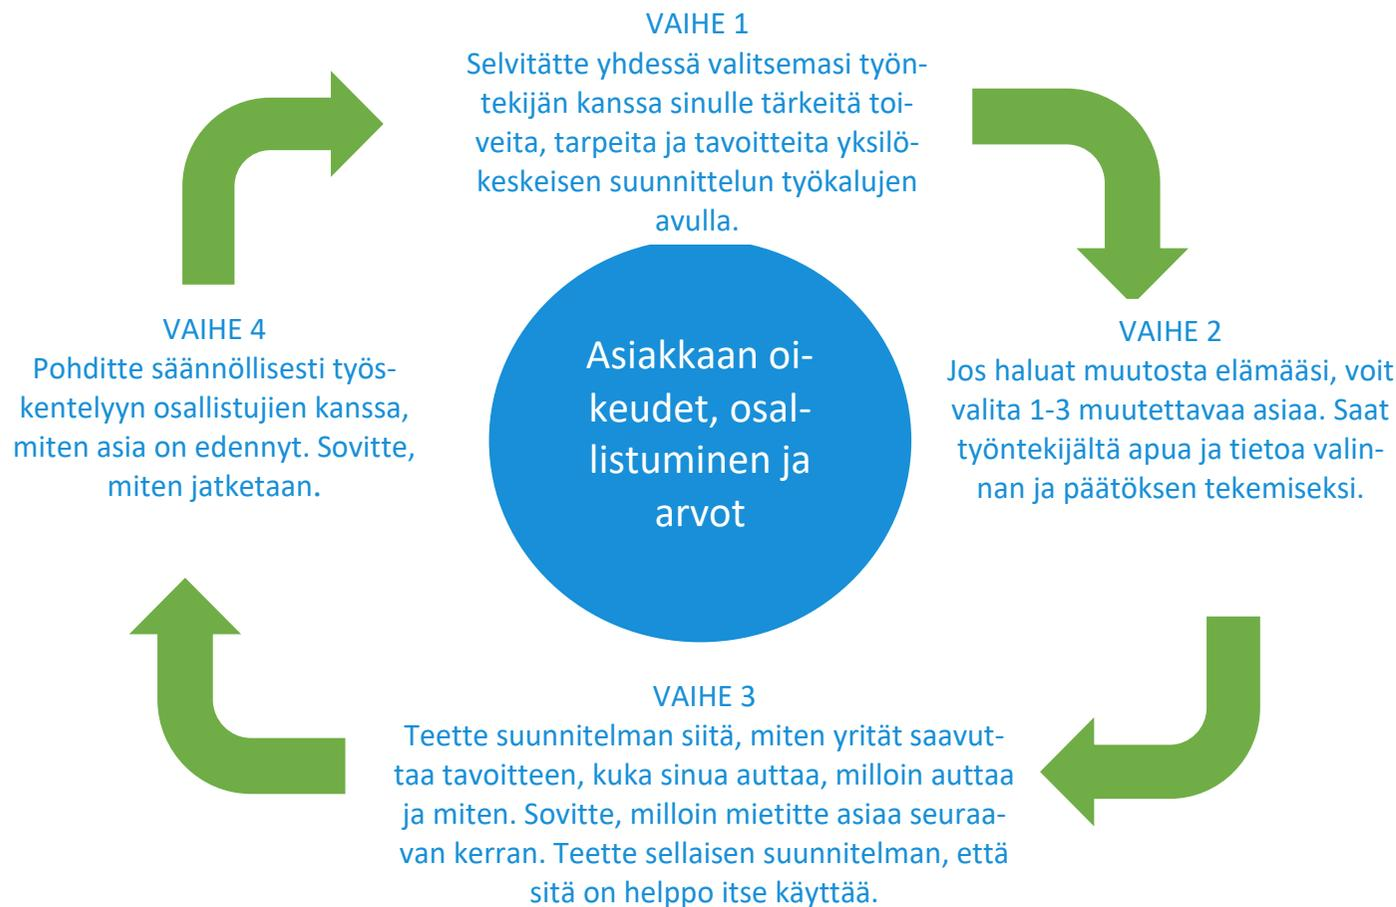 VAIHE 1
Selvitätte yhdessä valitsemasi työn-
tekijän kanssa sinulle tärkeitä toi-
veita, tarpeita ja tavoitteita yksilö-
keskeisen suunnittelun työkalujen
avulla.
VAIHE 2
Jos haluat muutosta elämääsi, voit
valita 1-3 muutettavaa asiaa. Saat
työntekijältä apua ja tietoa valin-
nan ja päätöksen tekemiseksi.
VAIHE 3
Teette suunnitelman siitä, miten yrität saavut-
taa tavoitteen, kuka sinua auttaa, milloin auttaa
ja miten. Sovitte, milloin mietitte asiaa seuraa-
van kerran. Teette sellaisen suunnitelman, että
sitä on helppo itse käyttää.
VAIHE 4
Pohditte säännöllisesti työs-
kentelyyn osallistujien kanssa,
miten asia on edennyt. Sovitte,
miten jatketaan.
Asiakkaan oi-
keudet, osal-
listuminen ja
arvot